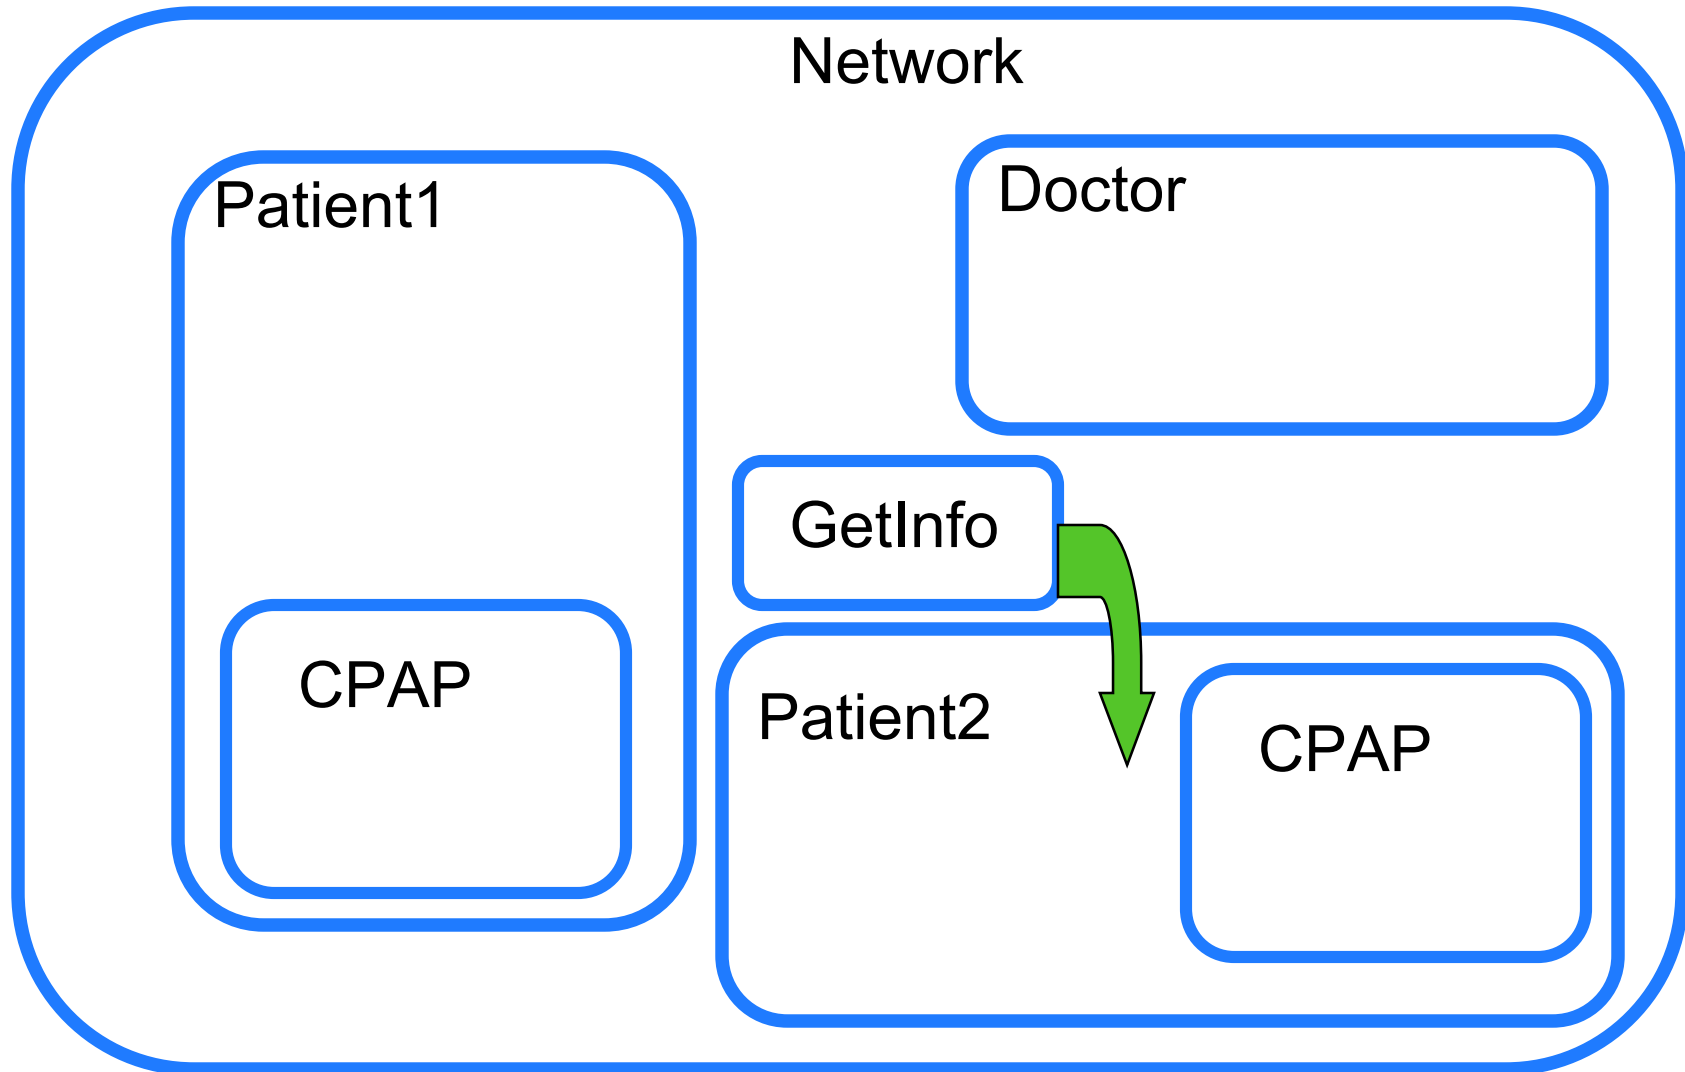 Network
Patient1
Doctor
GetInfo
CPAP
Patient2
CPAP